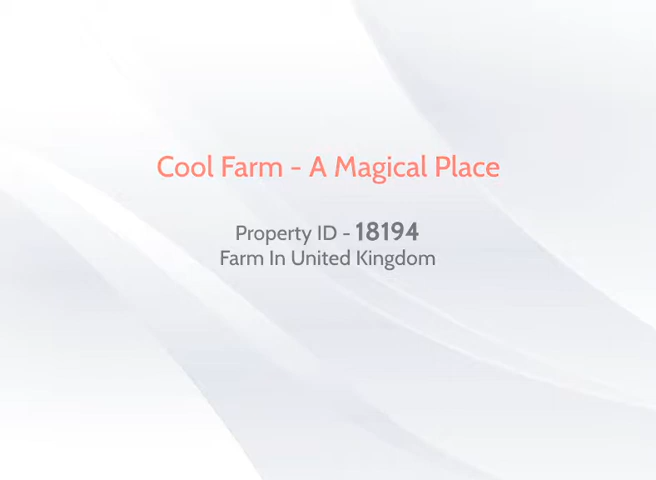 Cool Farm - A Magical Place
Property ID - 18194
Farm In United Kingdom